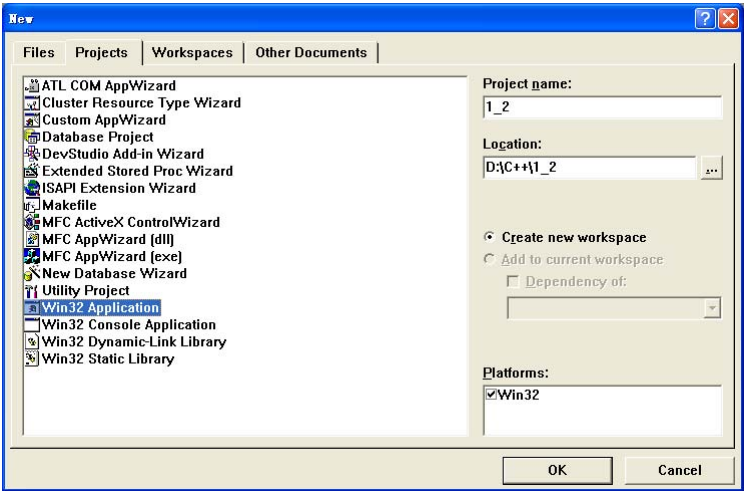 New
Files Projects Workspaces Other Documents
ATL COM AppWizard
Cluster Resource Type Wizard
Custom AppWizard
Database Project
DevStudio Add-in Wizard
Extended Stored Proc Wizard
ISAPI Extension Wizard
Makefile
MFC ActiveX ControlWizard
MFC AppWizard (dll)
MFC AppWizard (exe)
New Database Wizard
Utility Project
Win32 Application
Win32 Console Application
Win32 Dynamic-Link Library
Win32 Static Library
Project name:
1_2
Location:
D:\C++\1_2
...
Create new workspace
Add to current workspace
Dependency of:
Platforms:
Win32
OK Cancel